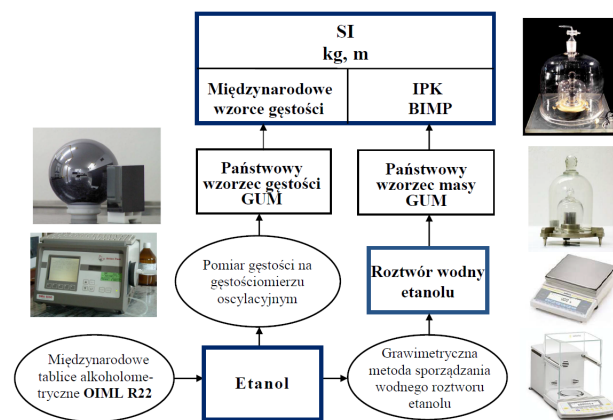 SI
kg, m
Międzynarodowe
wzorce gęstości
IPK
BIMP
Państwowy
wzorzec gęstości
GUM
Państwowy
wzorzec masy
GUM
Pomiar gęstości na
gęstościomierzu
oscylacyjnym
Roztwór wodny
etanolu
Międzynarodowe
tablice alkoholome-
tryczne OIML R22
Etanol
Grawimetryczna
metoda sporządzania
wodnego roztworu
etanolu